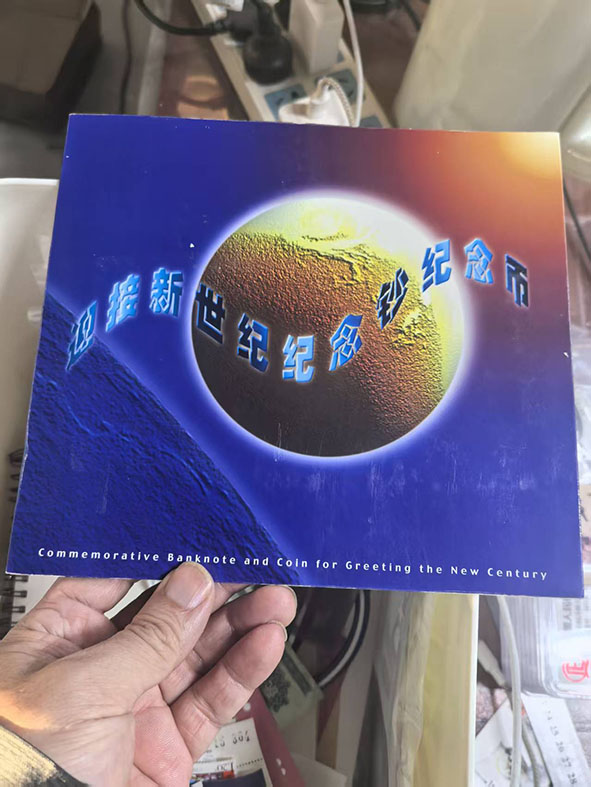 迎接新世纪纪念钞纪念币
Commemorative Banknote and Coin for Greeting the New Century